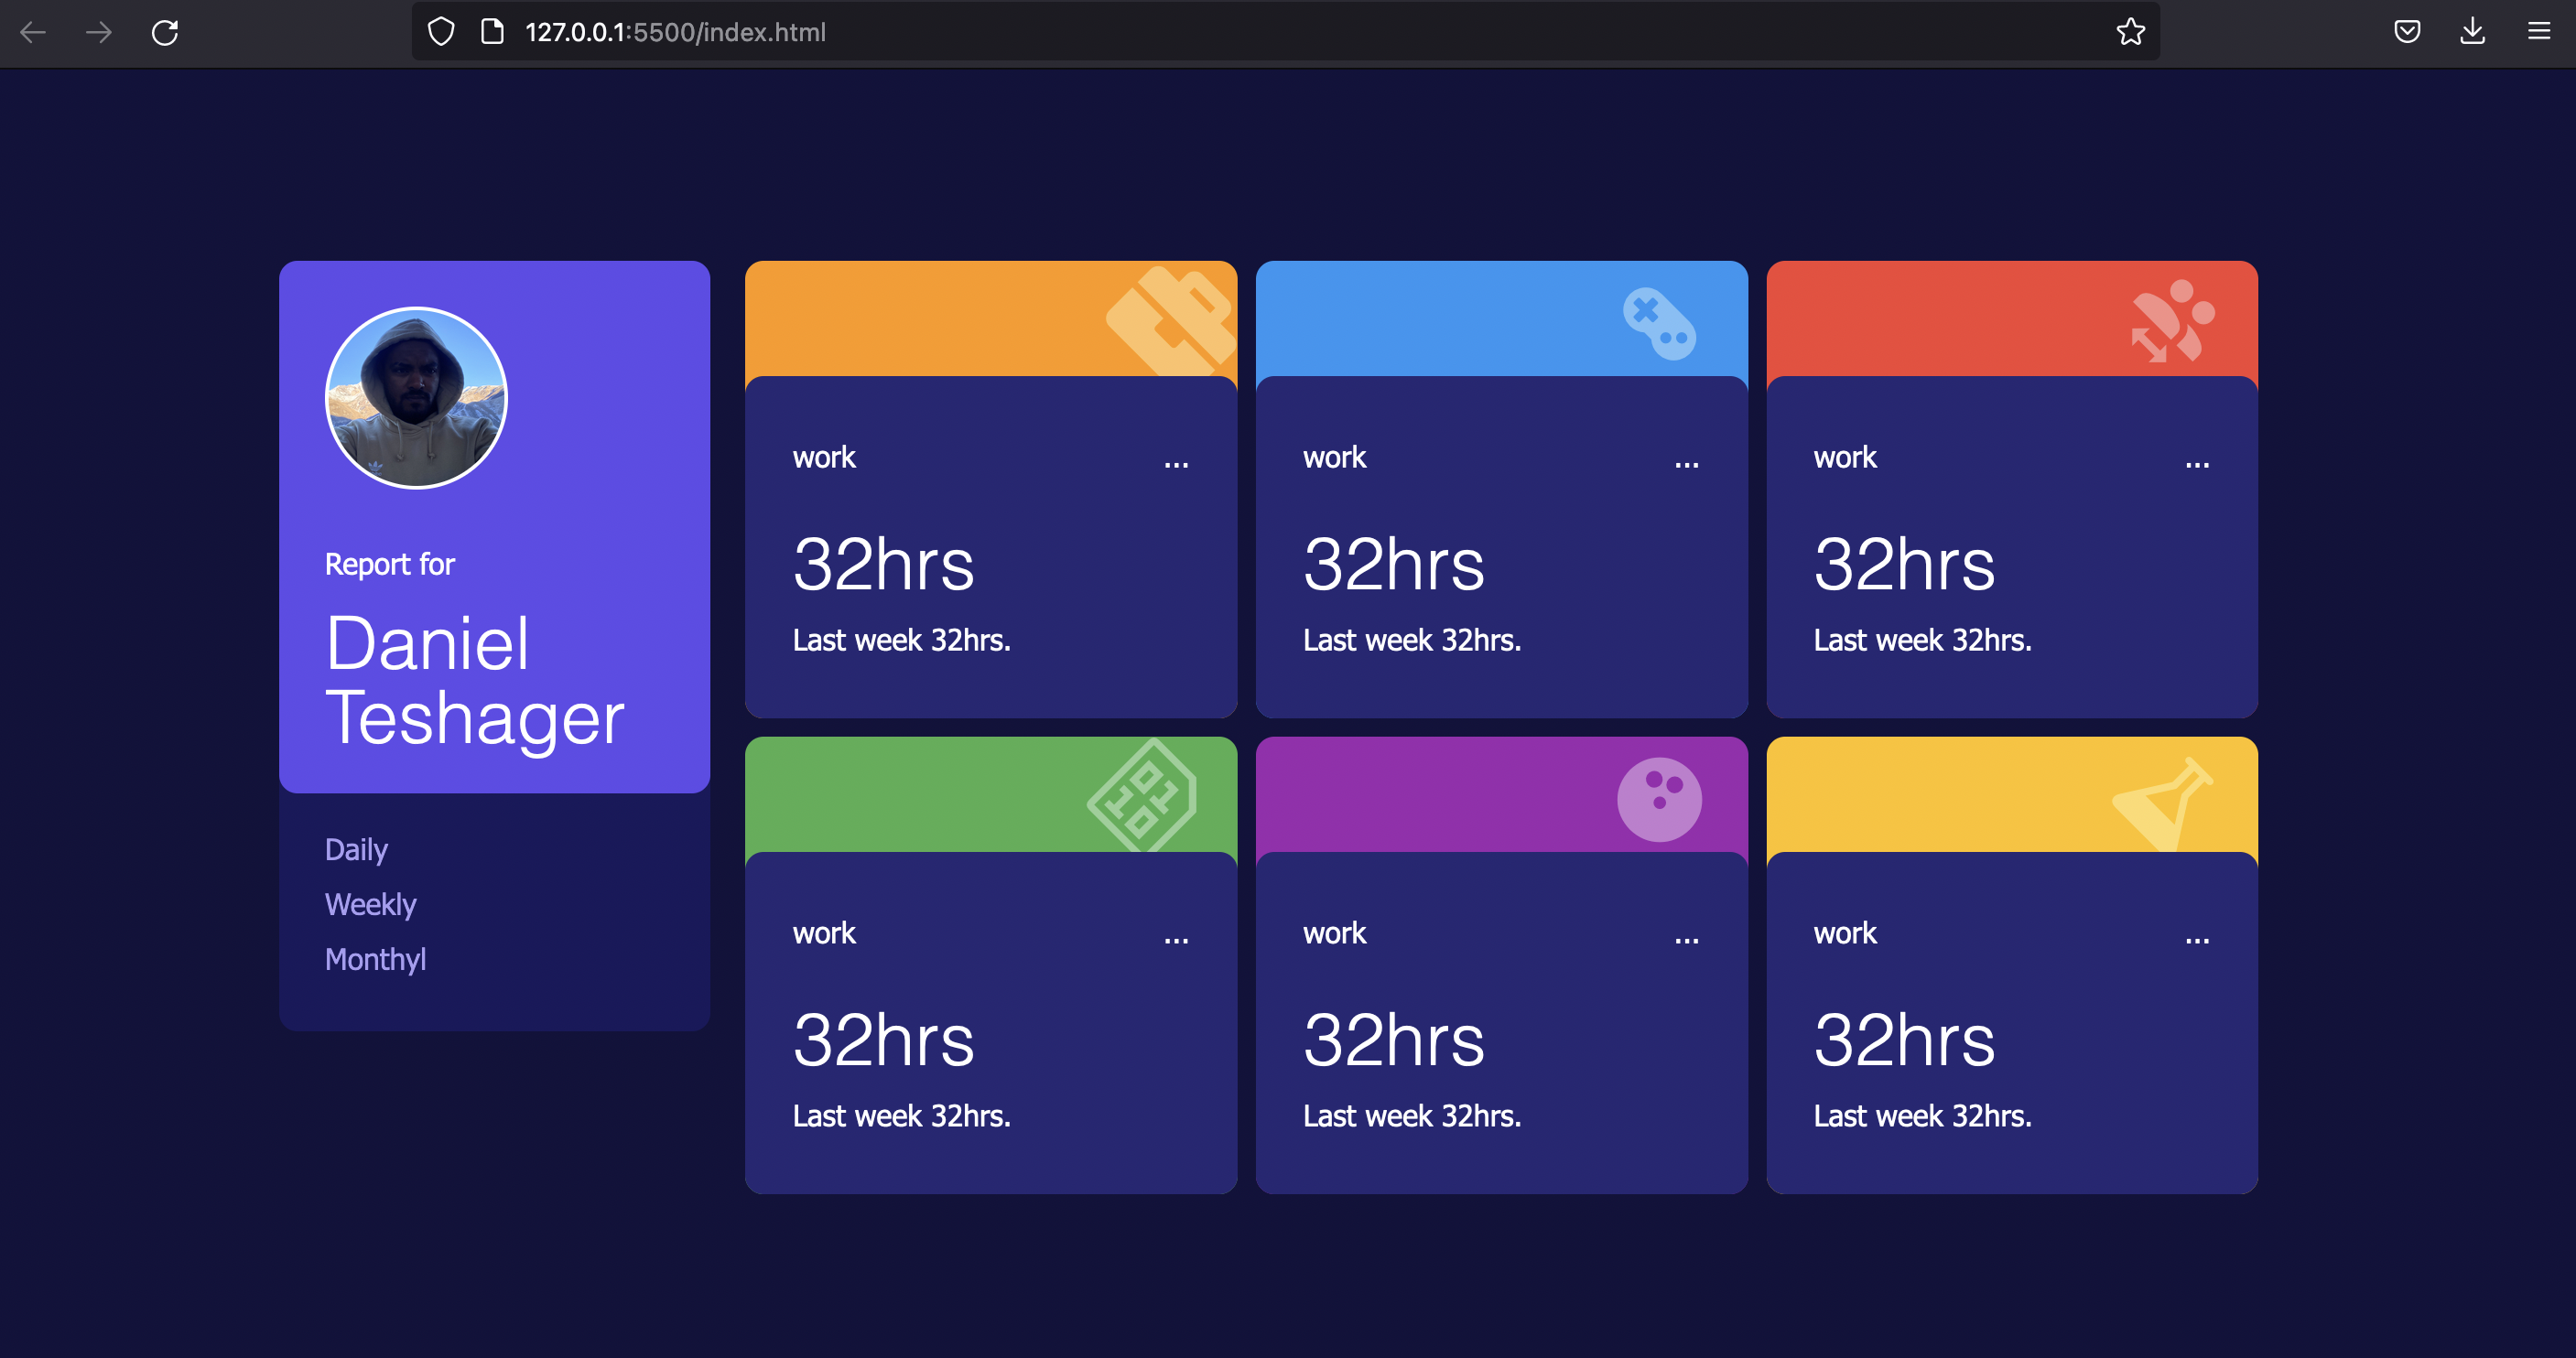 127.0.0.1:5500/index.html
Report for
Daniel
Teshager
Daily
Weekly
Monthyl
work ...
32hrs
Last week 32hrs.
work ...
32hrs
Last week 32hrs.
work ...
32hrs
Last week 32hrs.
work ...
32hrs
Last week 32hrs.
work ...
32hrs
Last week 32hrs.
work ...
32hrs
Last week 32hrs.